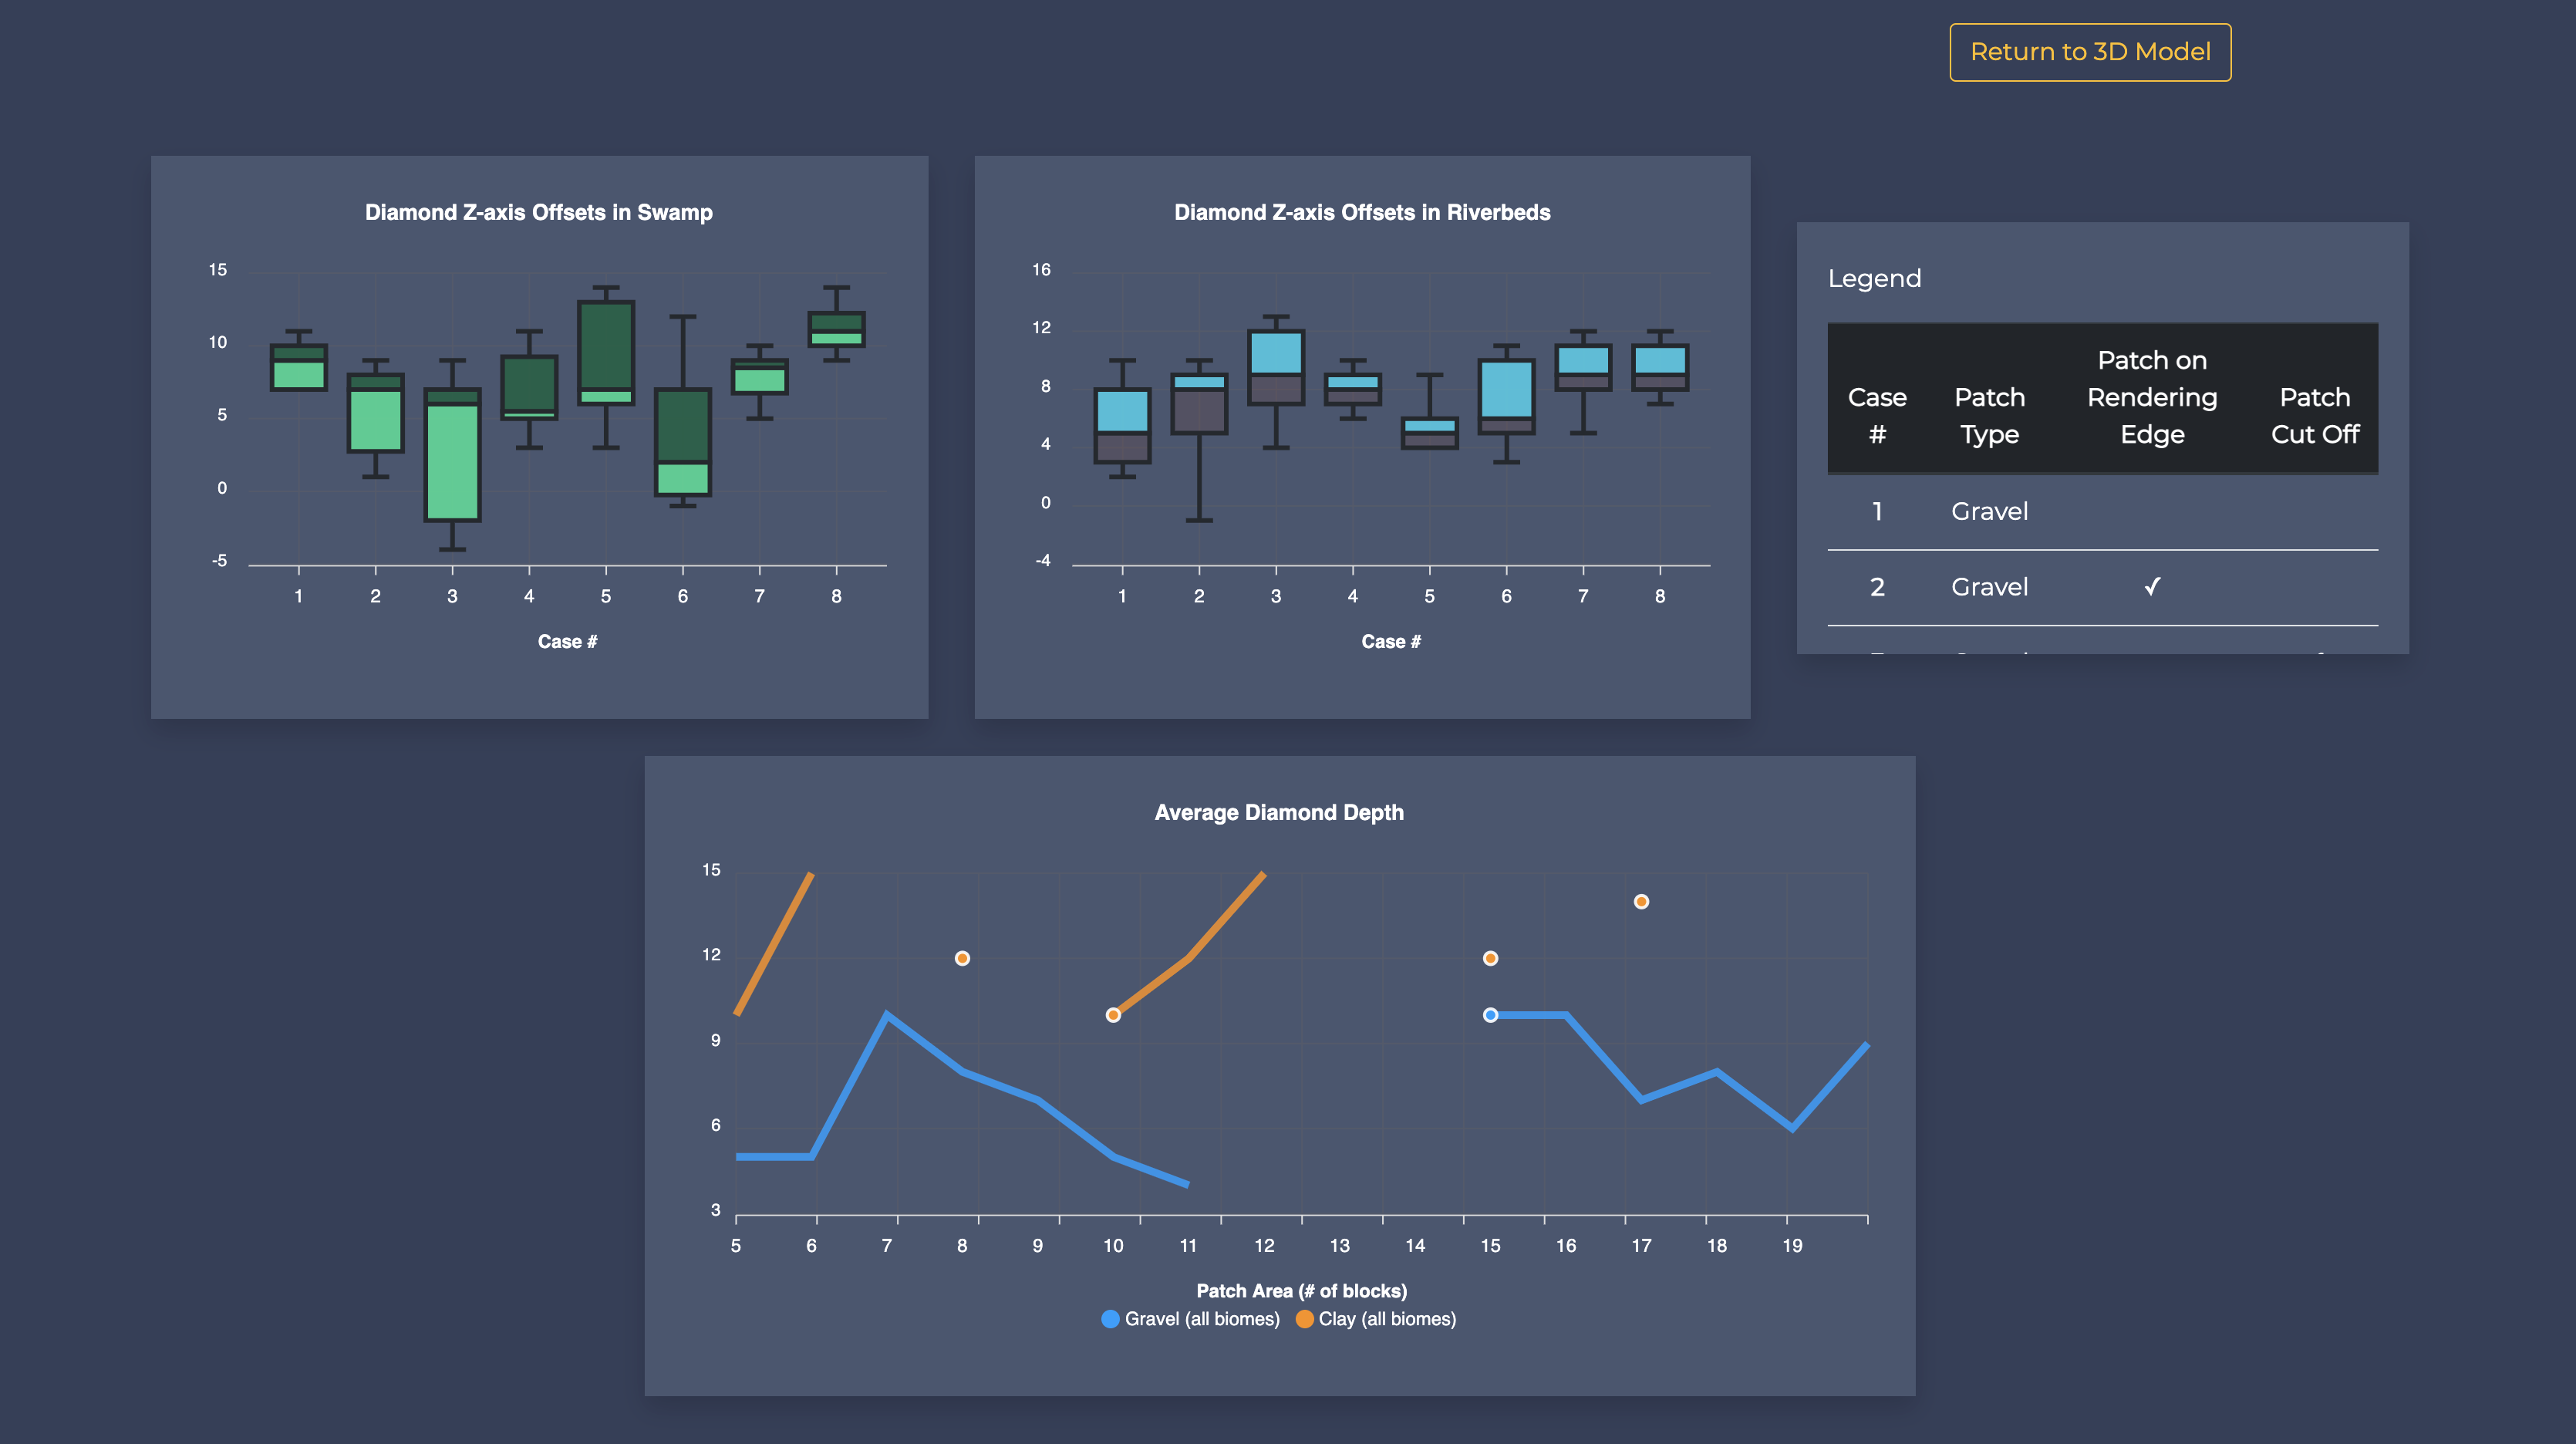 Return to 3D Model
Diamond Z-axis Offsets in Swamp
15
10
5
0
-5
1 2 3 4 5 6 7 8
Case #
Diamond Z-axis Offsets in Riverbeds
16
12
8
4
0
-4
1 2 3 4 5 6 7 8
Case #
Legend
Case # Patch Type Patch on Rendering Edge Patch Cut Off
1 Gravel
2 Gravel ✓
Average Diamond Depth
15
12
9
6
3
5 6 7 8 9 10 11 12 13 14 15 16 17 18 19
Patch Area (# of blocks)
Gravel (all biomes) Clay (all biomes)